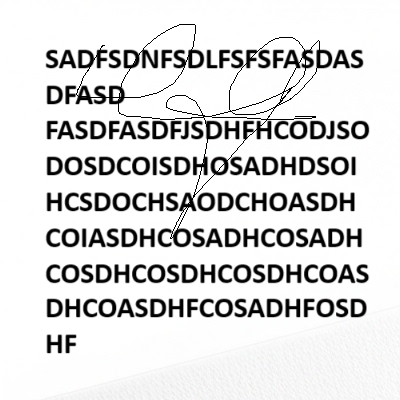 SADFSDNFSDLFSFSFASDAS
DFASD
FASDFASDFJSDHFHCODJSO
DOSDCOISDHOSADHDSOI
HCSDOCHSAODCHOASDH
COIASDHCOSADHCOSADH
COSDHCOSDHCOSDHCOAS
DHCOASDHFCOSADHFOSD
HF